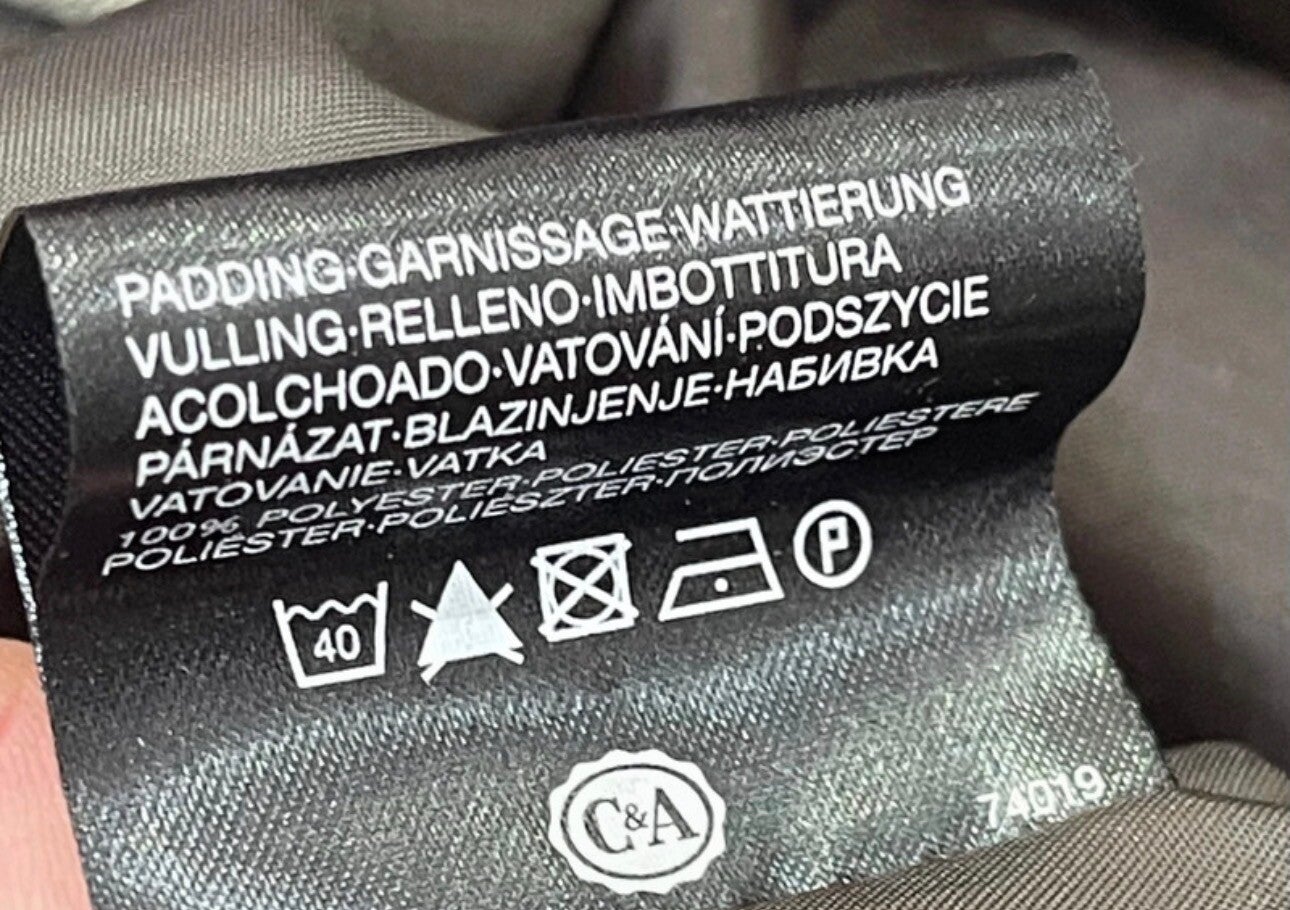 PADDING·GARNISSAGE·WATTIERUNG
VULLING·RELLENO·IMBOTTITURA
ACOLCHOADO·VATOVÁNÍ·PODSZYCIE
PÁRNÁZAT·BLAZINJENJE·НАБИВКА
VATOVANIE·VATKA
100% POLYESTER·POLIESTER·POLIESTERE
POLIÉSTER·POLIÉSZTER·ПОЛИЭСТЕР
40
P
C&A
74019